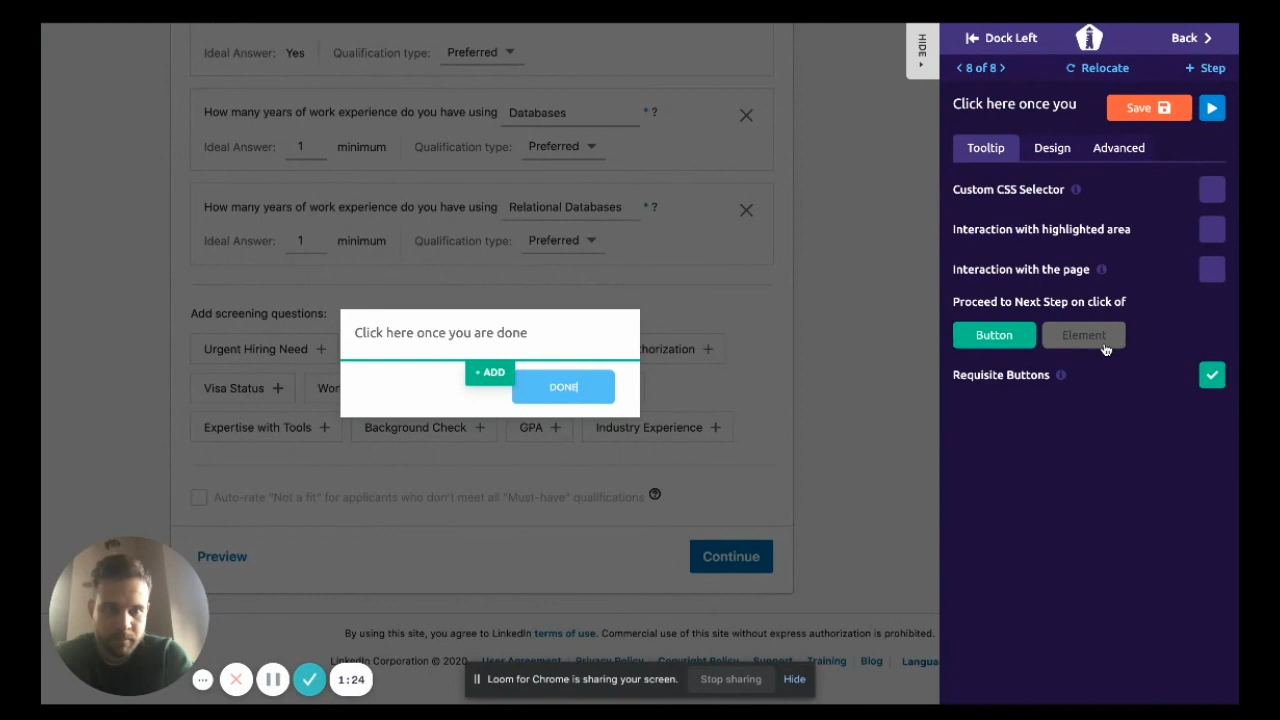 Ideal Answer: Yes Qualification type: Preferred
How many years of work experience do you have using Databases * ?
Ideal Answer: 1 minimum Qualification type: Preferred
How many years of work experience do you have using Relational Databases * ?
Ideal Answer: 1 minimum Qualification type: Preferred
Add screening questions:
Urgent Hiring Need +
Visa Status +
Expertise with Tools + Background Check + GPA + Industry Experience +
Auto-rate "Not a fit" for applicants who don't meet all "Must-have" qualifications ?
Preview Continue
By using this site, you agree to LinkedIn terms of use. Commercial use of this site without express authorization is prohibited.
LinkedIn Corporation © 2020 User Agreement Privacy Policy Copyright Policy Support Training Blog
Click here once you are done
+ ADD
DONE
1:24
Loom for Chrome is sharing your screen. Stop sharing Hide
HIDE
Dock Left Back
< 8 of 8 > Relocate + Step
Click here once you Save
Tooltip Design Advanced
Custom CSS Selector
Interaction with highlighted area
Interaction with the page
Proceed to Next Step on click of
Button Element
Requisite Buttons